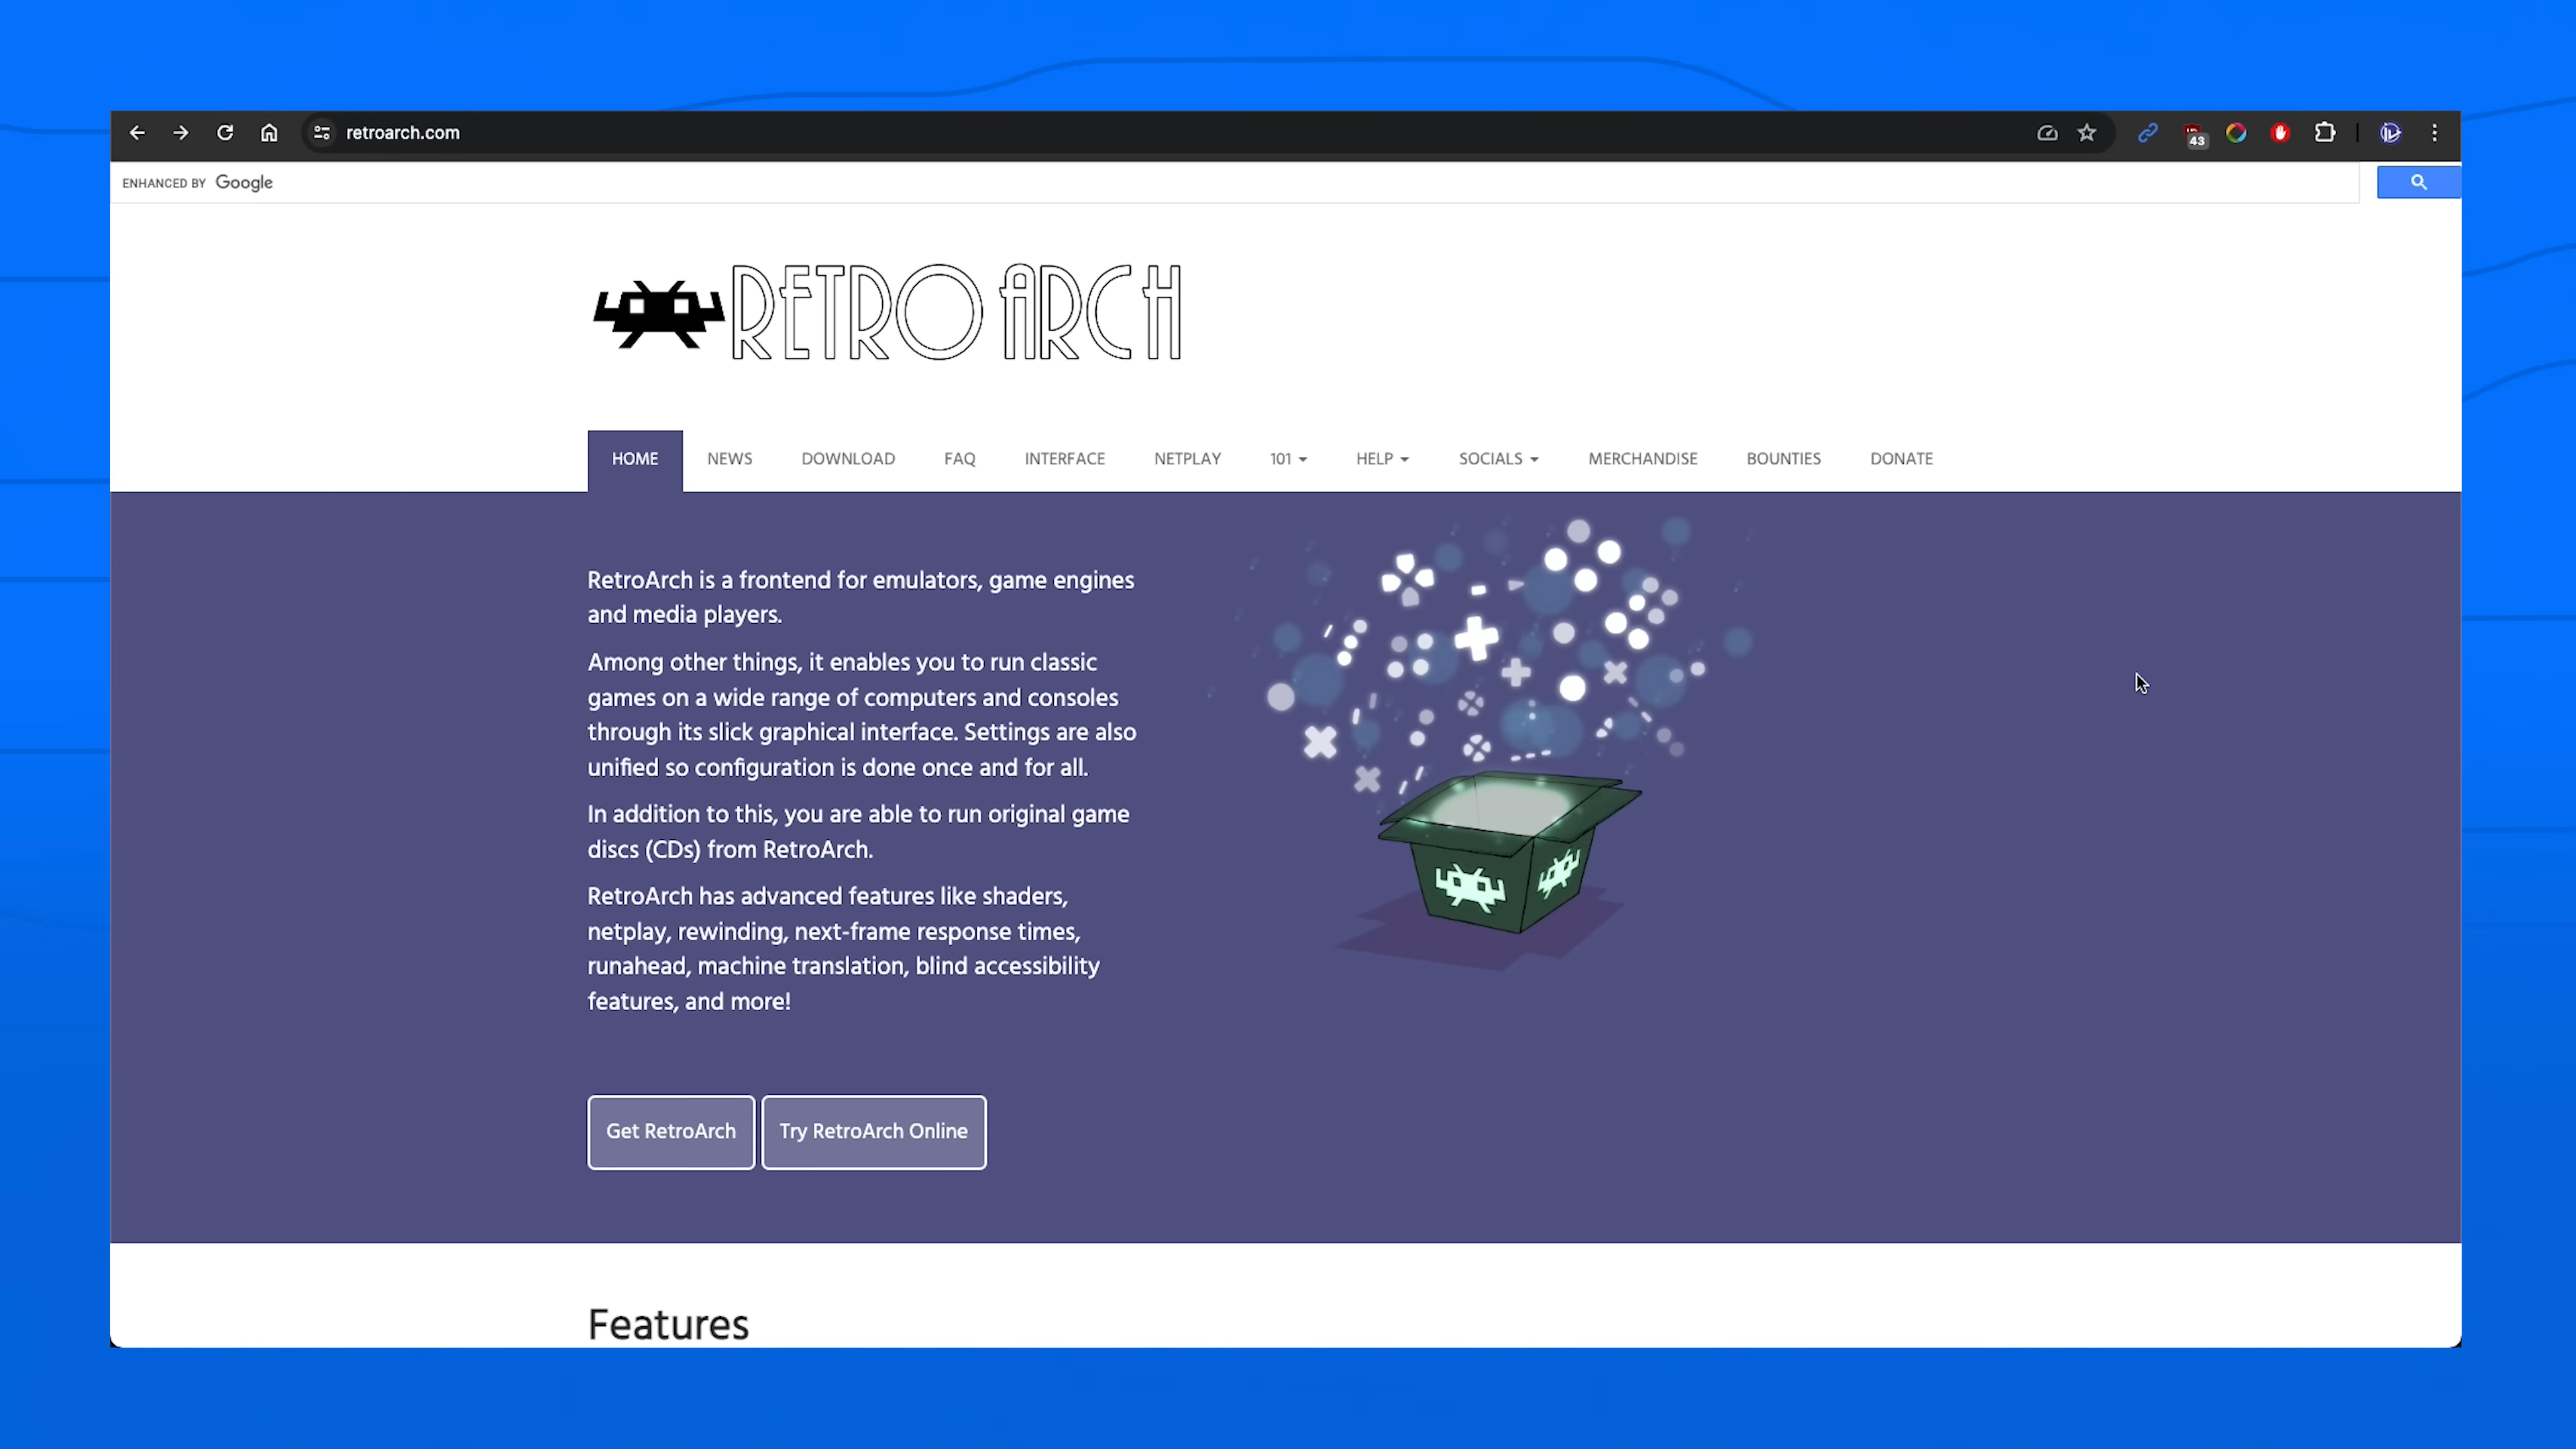 retroarch.com
43
ENHANCED BY Google
RETROARCH
HOME NEWS DOWNLOAD FAQ INTERFACE NETPLAY 101 HELP SOCIALS MERCHANDISE BOUNTIES DONATE
RetroArch is a frontend for emulators, game engines
and media players.
Among other things, it enables you to run classic
games on a wide range of computers and consoles
through its slick graphical interface. Settings are also
unified so configuration is done once and for all.
In addition to this, you are able to run original game
discs (CDs) from RetroArch.
RetroArch has advanced features like shaders,
netplay, rewinding, next-frame response times,
runahead, machine translation, blind accessibility
features, and more!
Get RetroArch Try RetroArch Online
Features